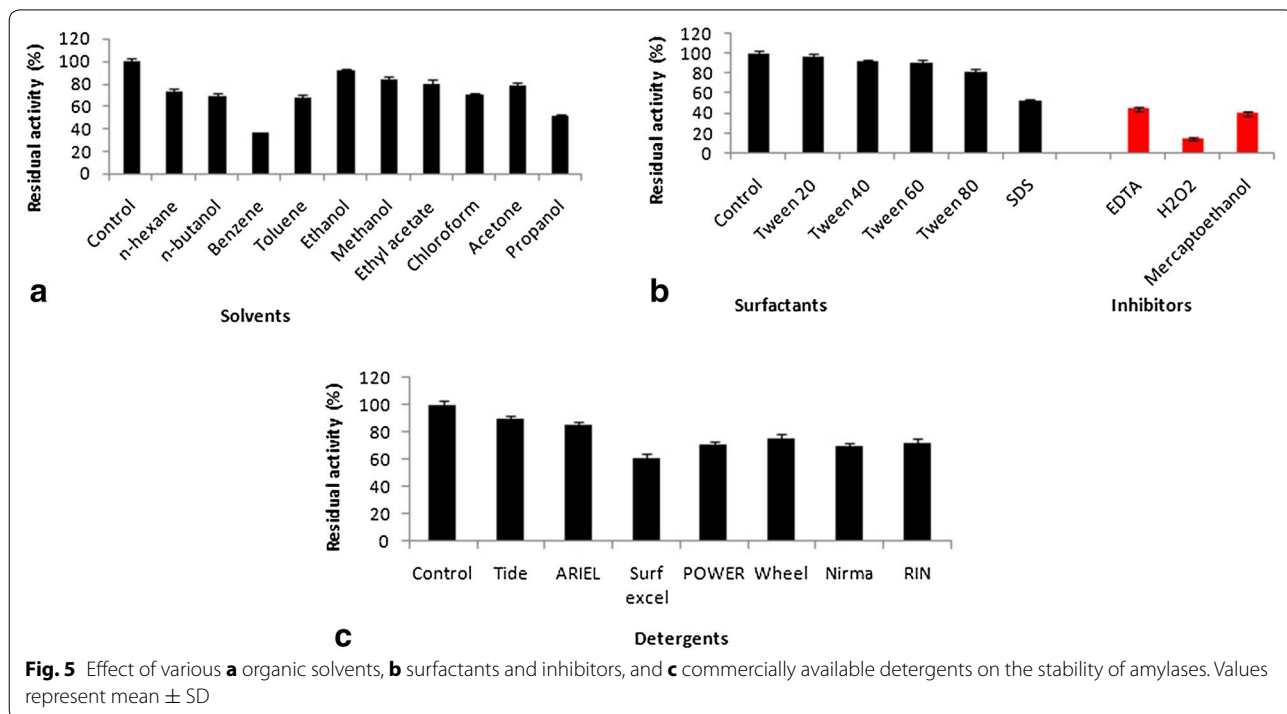 120
100
80
60
40
20
0
Residual activity (%)
Control
n-hexane
n-butanol
Benzene
Toluene
Ethanol
Methanol
Ethyl acetate
Chloroform
Acetone
Propanol
a
Solvents
120
100
80
60
40
20
0
Residual activity (%)
Control
Tween 20
Tween 40
Tween 60
Tween 80
SDS
EDTA
H2O2
Mercaptoethanol
b
Surfactants
Inhibitors
120
100
80
60
40
20
0
Residual activity (%)
Control
Tide
ARIEL
Surf
excel
POWER
Wheel
Nirma
RIN
c
Detergents
Fig. 5 Effect of various a organic solvents, b surfactants and inhibitors, and c commercially available detergents on the stability of amylases. Values
represent mean ± SD